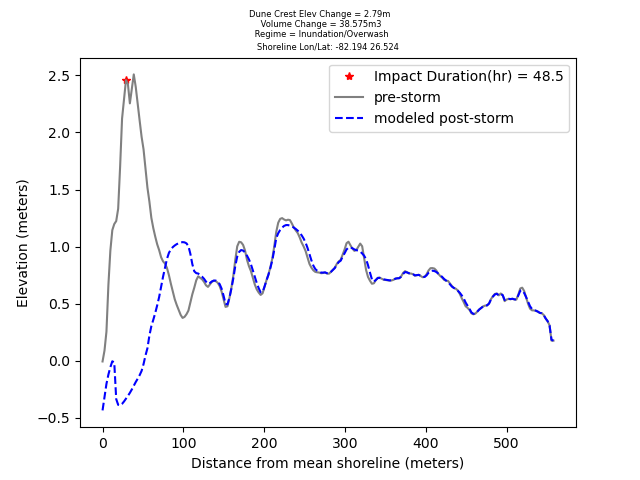 Dune Crest Elev Change = 2.79m
Volume Change = 38.575m3
Regime = Inundation/Overwash
Shoreline Lon/Lat: -82.194 26.524
Impact Duration(hr) = 48.5
pre-storm
modeled post-storm
Elevation (meters)
2.5
2.0
1.5
1.0
0.5
0.0
−0.5
0 100 200 300 400 500
Distance from mean shoreline (meters)